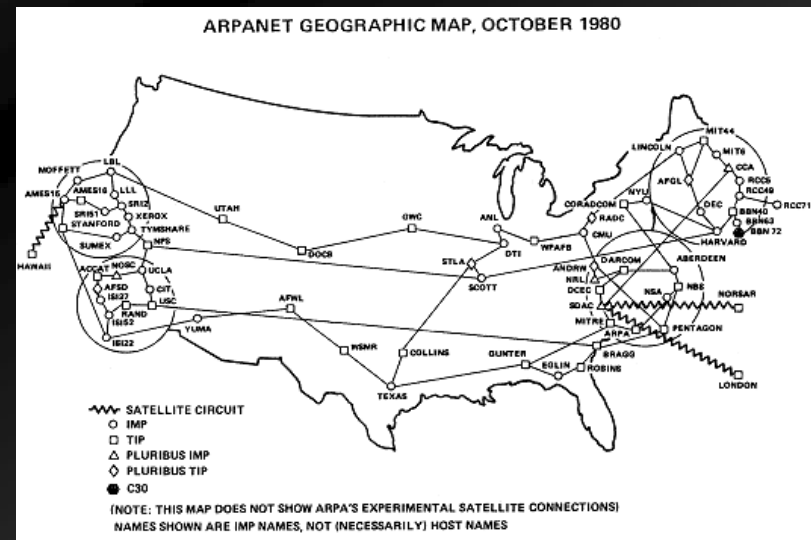 ARPANET GEOGRAPHIC MAP, OCTOBER 1980
MIT44
LINCOLN
MIT6
CCA
RCC5
RCC49
RCC71
AFGL
DEC
BBN40
BBN63
BBN 72
HARVARD
NYU
CORADCOM
RADC
CMU
LBL
MOFFETT
AMES15
AMES16
LLL
SRI2
SRI51
XEROX
STANFORD
TYMSHARE
SUMEX
NPS
HAWAII
UTAH
GWC
DOCB
ANL
DTI
WPAFB
STLA
SCOTT
ANDRW
NRL
DCEC
SDAC
DARCOM
ABERDEEN
NSA
NBS
NORSAR
MITRE
ARPA
PENTAGON
LONDON
ACCAT
NOSC
UCLA
AFSD
ISI27
CIT
RAND
USC
ISI52
ISI22
YUMA
AFWL
WSMR
COLLINS
TEXAS
GUNTER
EGLIN
BRAGG
ROBINS
SATELLITE CIRCUIT
IMP
TIP
PLURIBUS IMP
PLURIBUS TIP
C30
(NOTE: THIS MAP DOES NOT SHOW ARPA'S EXPERIMENTAL SATELLITE CONNECTIONS)
NAMES SHOWN ARE IMP NAMES, NOT (NECESSARILY) HOST NAMES